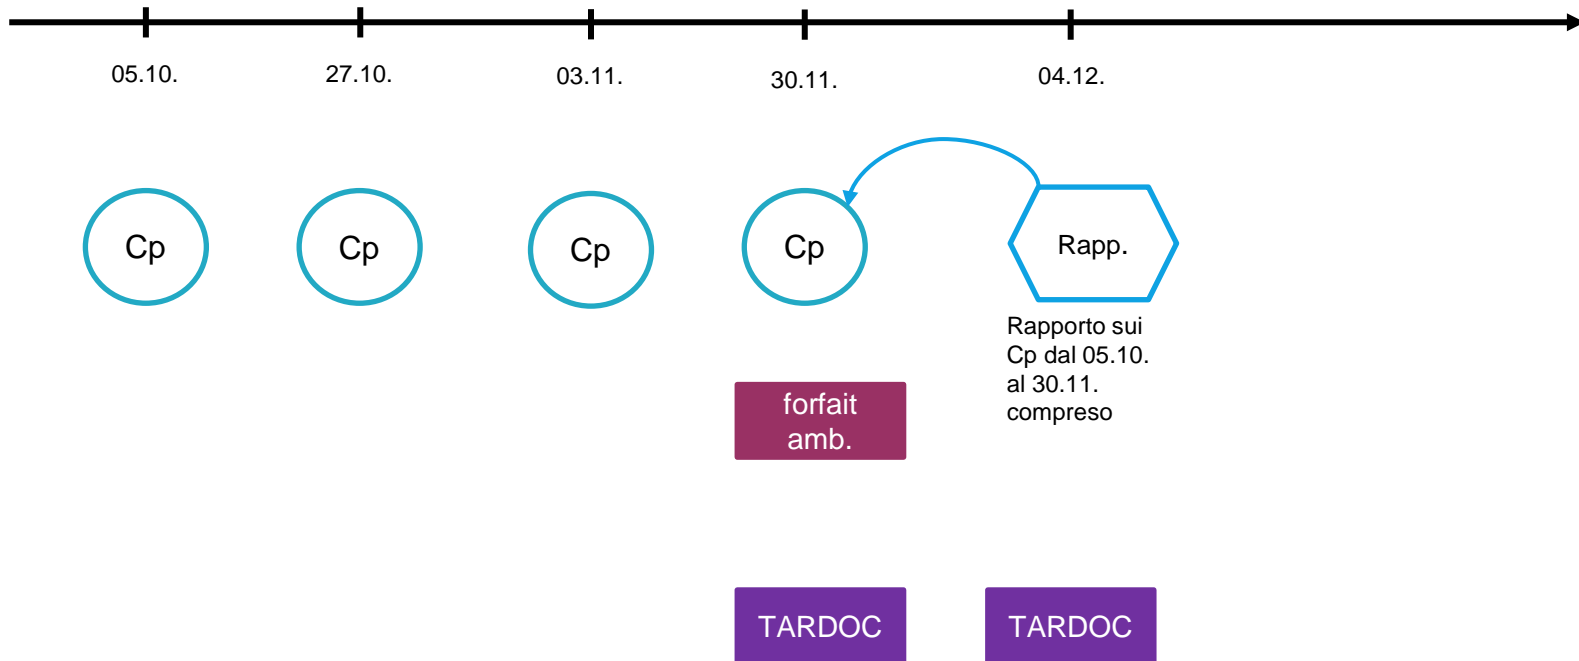 05.10.
27.10.
03.11.
30.11.
04.12.
Cp
Cp
Cp
Cp
Rapp.
Rapporto sui
Cp dal 05.10.
al 30.11.
compreso
forfait
amb.
TARDOC
TARDOC